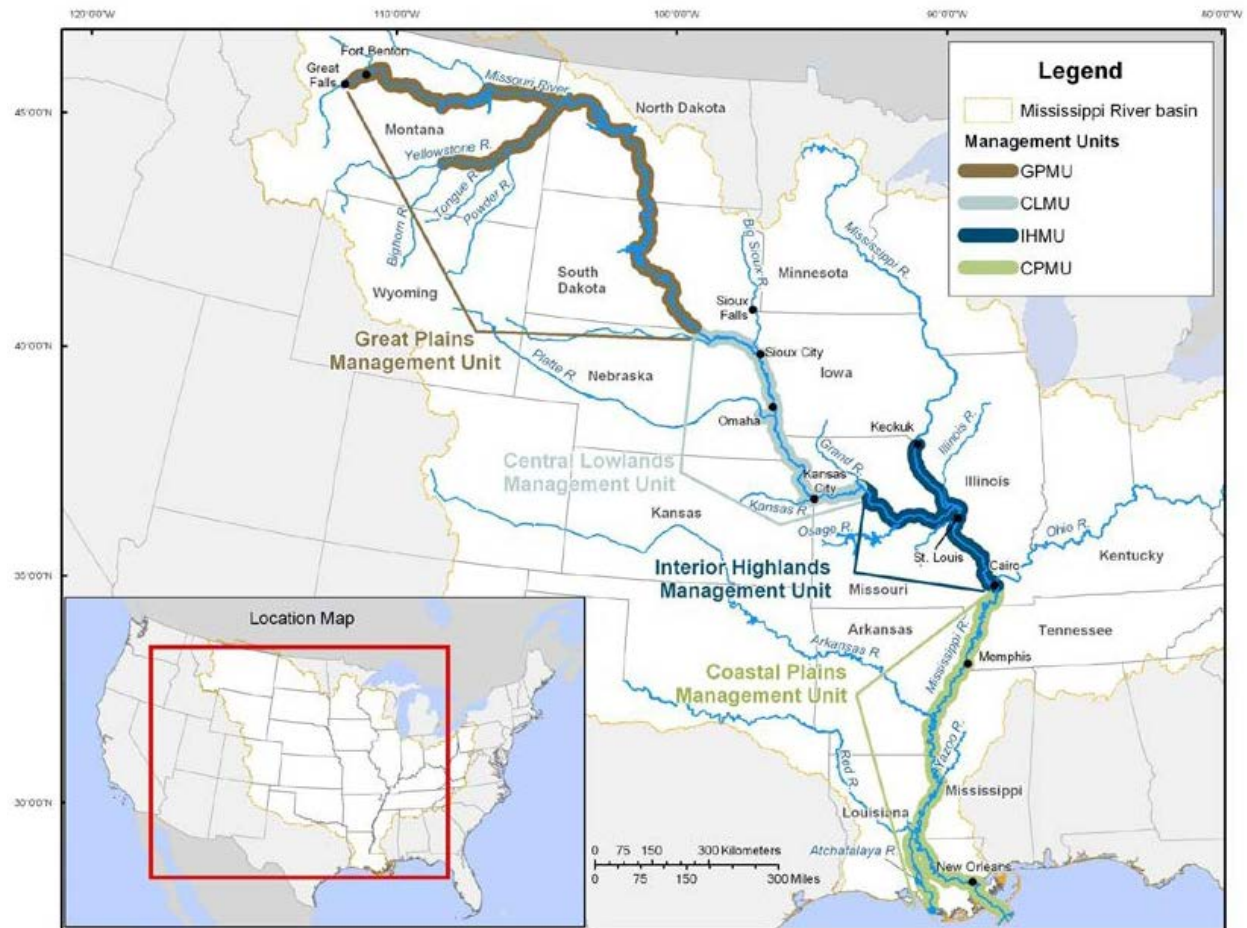 120°0'0"W
110°0'0"W
100°0'0"W
90°0'0"W
80°0'0"W
45°0'0"N
40°0'0"N
35°0'0"N
30°0'0"N
Legend
Mississippi River basin
Management Units
GPMU
CLMU
IHMU
CPMU
Fort Benton
Great
Falls
Missouri River
North Dakota
Montana
Yellowstone R.
Tongue R.
Powder R.
Bighorn R.
Wyoming
South
Dakota
Big Sioux R.
Minnesota
Mississippi R.
Sioux
Falls
Great Plains
Management Unit
Sioux City
Iowa
Platte R.
Nebraska
Omaha
Keokuk
Illinois R.
Central Lowlands
Management Unit
Grand R.
Kansas
City
Illinois
Kansas R.
Kansas
Osage R.
St. Louis
Ohio R.
Kentucky
Interior Highlands
Management Unit
Cairo
Missouri
Arkansas
Tennessee
Mississippi R.
Memphis
Arkansas R.
Coastal Plains
Management Unit
Yazoo R.
Red R.
Mississippi
Louisiana
Atchafalaya R.
New Orleans
Location Map
0 75 150 300 Kilometers
0 75 150 300 Miles